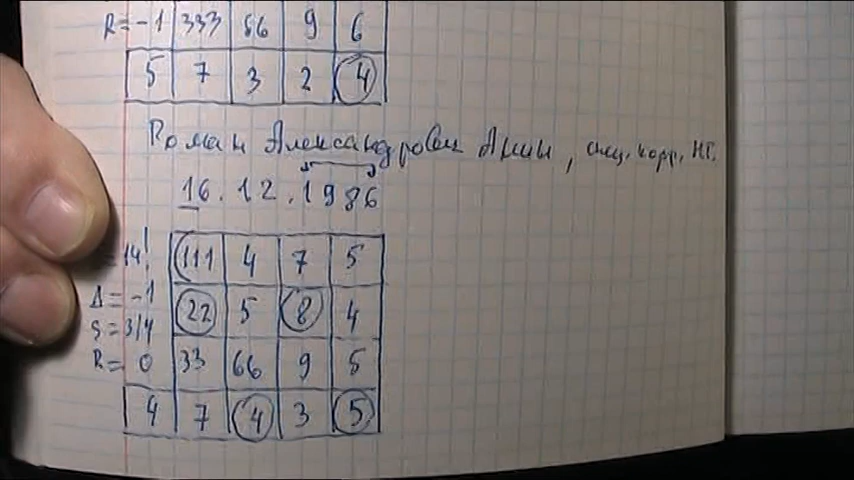 R = -1 333 66 9 6
5 7 3 2 4
Роман Александрович Анин, спец. корр. НГ.
16.12.1986
= 14! 111 4 7 5
Δ = -1 22 5 8 4
S = 3/4
R = 0 33 66 9 5
4 7 4 3 5